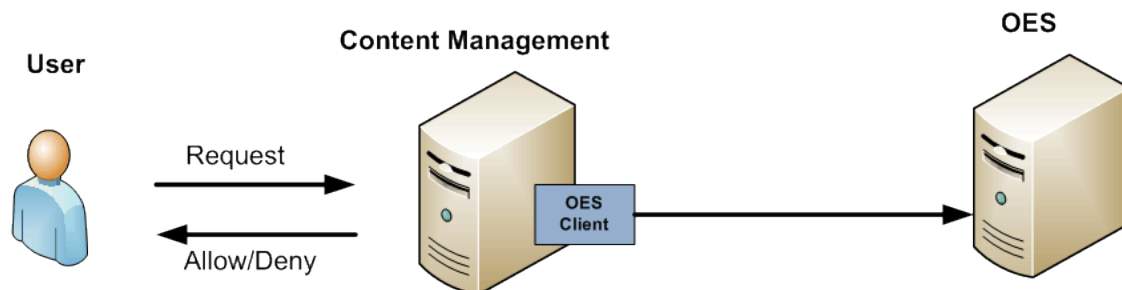 User
Content Management
OES
Request
Allow/Deny
OES
Client